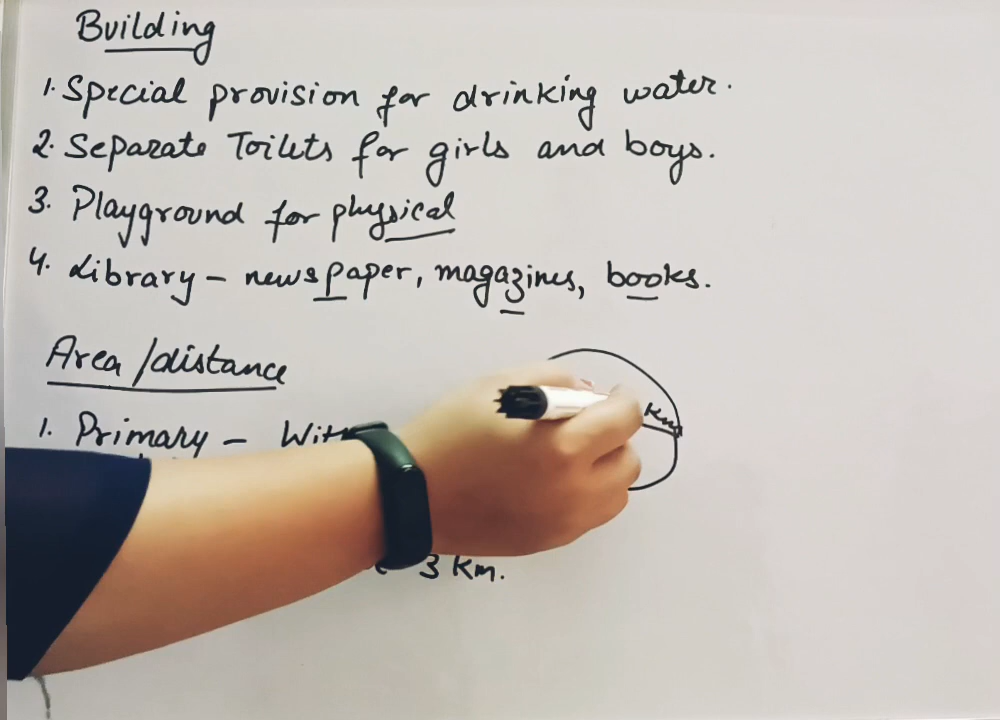 Building
1. Special provision for drinking water.
2. Separate Toilets for girls and boys.
3. Playground for physical
4. Library – newspaper, magazines, books.
Area/distance
1. Primary –
Km
3 Km.